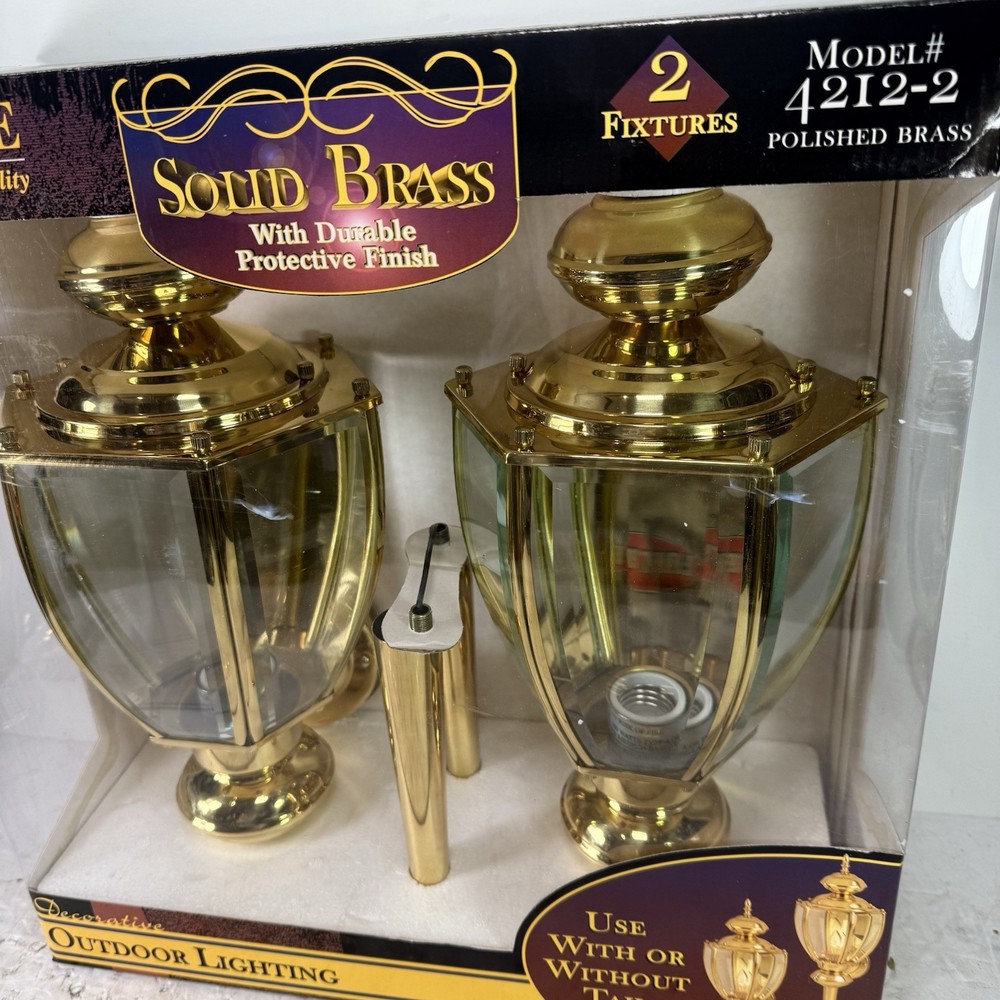 SOLID BRASS
With Durable
Protective Finish
2
FIXTURES
MODEL#
4212-2
POLISHED BRASS
Decorative
OUTDOOR LIGHTING
USE
WITH OR
WITHOUT